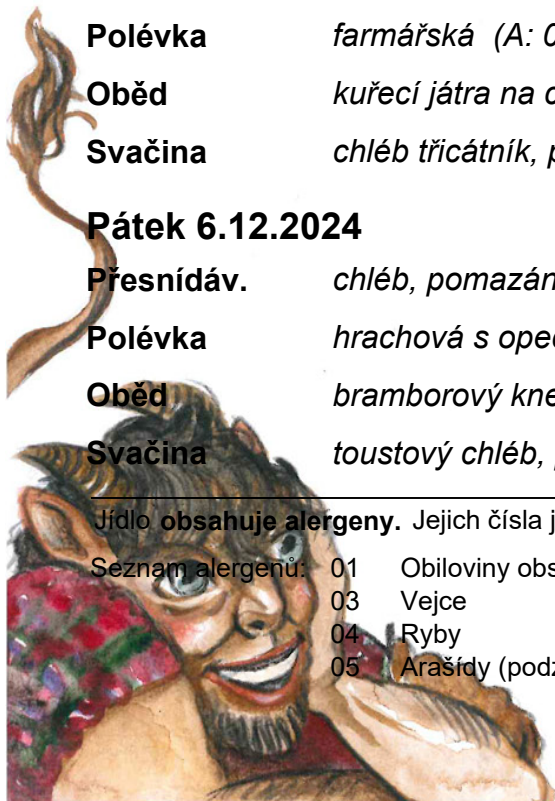 Polévka farmářská (A: 0
Oběd kuřecí játra na c
Svačina chléb třicátník, p
Pátek 6.12.2024
Přesnídáv. chléb, pomazán
Polévka hrachová s opec
Oběd bramborový kne
Svačina toustový chléb,
Jídlo obsahuje alergeny. Jejich čísla j
Seznam alergenů: 01 Obiloviny obs
03 Vejce
04 Ryby
05 Arašídy (podz